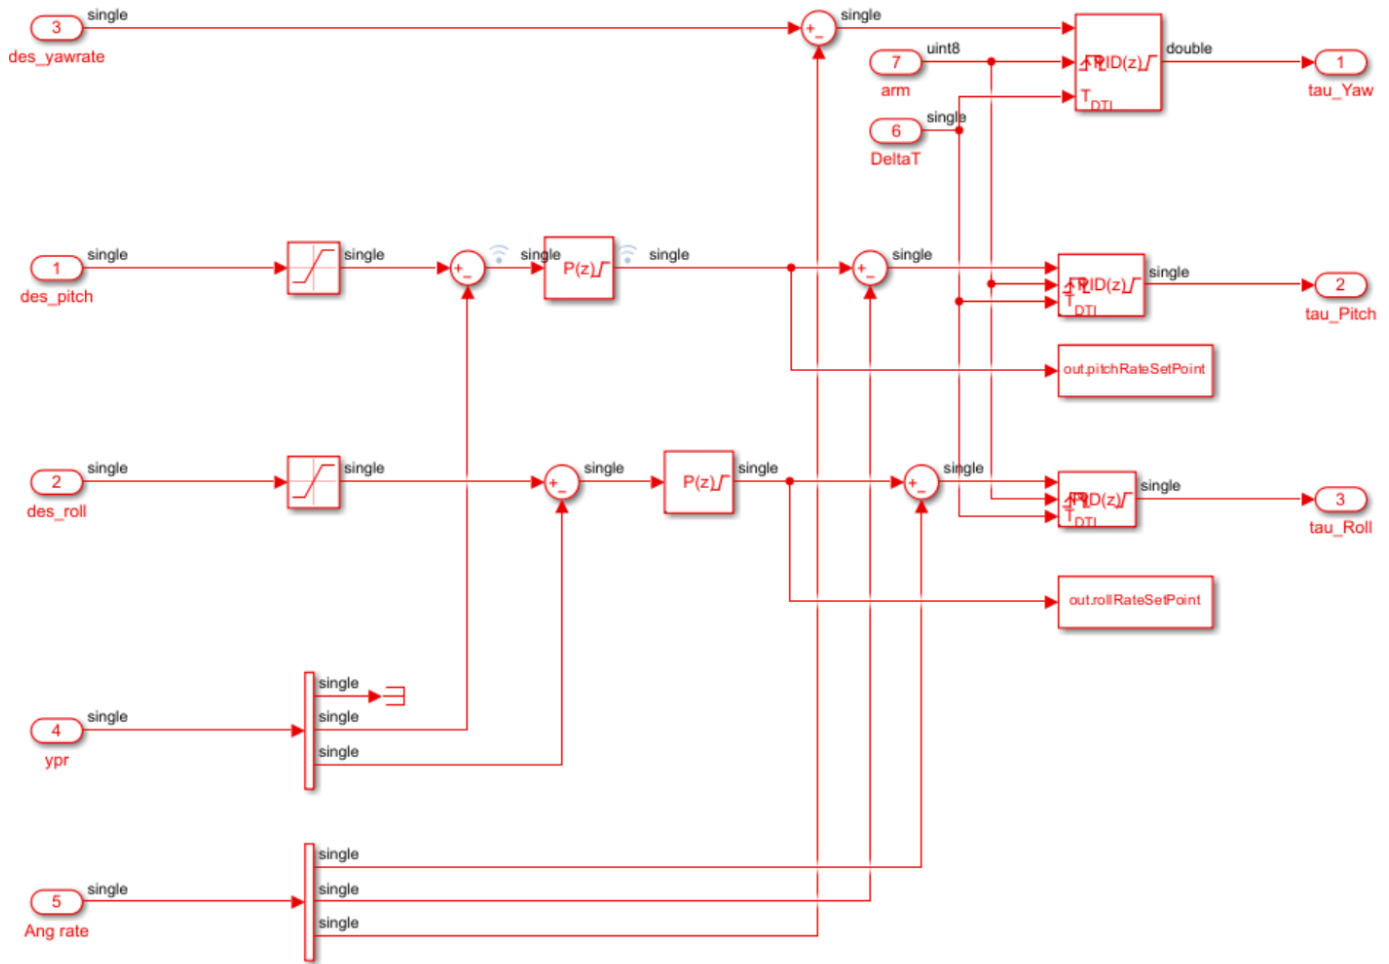 3
single
des_yawrate
+
_
single
7
uint8
arm
PID(z)
T
DTI
double
1
tau_Yaw
6
single
DeltaT
1
single
des_pitch
single
+
_
single
P(z)
single
+
_
single
PID(z)
T
DTI
single
2
tau_Pitch
out.pitchRateSetPoint
2
single
des_roll
single
+
_
single
P(z)
single
+
_
single
PID(z)
T
DTI
single
3
tau_Roll
out.rollRateSetPoint
4
single
ypr
single
single
single
5
single
Ang rate
single
single
single